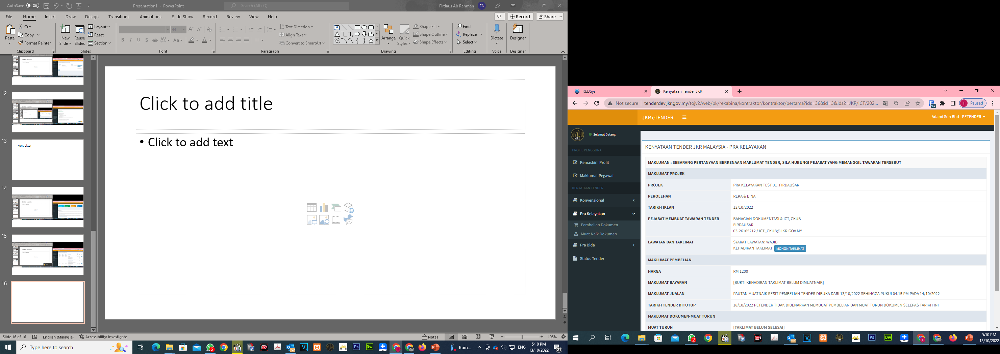 AutoSave Off
Presentation1 - PowerPoint
Search (Alt+Q)
Firdaus Ab Rahman FA
File Home Insert Draw Design Transitions Animations Slide Show Record Review View Help
Record Share
Paste
Cut
Copy
Format Painter
Clipboard
New Slide
Reuse Slides
Layout
Reset
Section
Slides
44
B I U S ab AV Aa A
Font
Text Direction
Align Text
Convert to SmartArt
Paragraph
Arrange
Quick Styles
Shape Fill
Shape Outline
Shape Effects
Drawing
Find
Replace
Select
Editing
Dictate
Voice
Designer
Designer
12
13
Kontraktor
14
15
16
Click to add title
• Click to add text
Slide 16 of 16
English (Malaysia)
Accessibility: Investigate
Notes
105%
Type here to search
Rain...
ENG
5:10 PM
13/10/2022
21
REDSys
Kenyataan Tender JKR
Not secure | tenderdev.jkr.gov.my/tojv2/web/pk/rekabina/kontraktor/kontraktor/pertama?ids=36&id=3&ids2=JKR/ICT/202...
9+
I Paused
JKR eTENDER
Adami Sdn Bhd - PETENDER
Selamat Datang
PROFIL PENGGUNA
Kemaskini Profil
Maklumat Pegawai
KENYATAAN TENDER
Konvensional
Pra Kelayakan
Pembelian Dokumen
Muat Naik Dokumen
Pra Bida
Status Tender
KENYATAAN TENDER JKR MALAYSIA - PRA KELAYAKAN
MAKLUMAN : SEBARANG PERTANYAAN BERKENAAN MAKLUMAT TENDER, SILA HUBUNGI PEJABAT YANG MEMANGGIL TAWARAN TERSEBUT
MAKLUMAT PROJEK
PROJEK PRA KELAYAKAN TEST 01_FIRDAUSAR
PEROLEHAN REKA & BINA
TARIKH IKLAN 13/10/2022
PEJABAT MEMBUAT TAWARAN TENDER BAHAGIAN DOKUMENTASI & ICT, CKUB
FIRDAUSAR
03-26165212 / ICT_CKUB@JKR.GOV.MY
LAWATAN DAN TAKLIMAT SYARAT LAWATAN: WAJIB
KEHADIRAN TAKLIMAT: MOHON TAKLIMAT
MAKLUMAT PEMBELIAN
HARGA RM 1200
MAKLUMAT BAYARAN [BUKTI KEHADIRAN TAKLIMAT BELUM DIMUATNAIK]
MAKLUMAT JUALAN PAUTAN MUATNAIK RESIT PEMBELIAN TENDER DIBUKA DARI 13/10/2022 SEHINGGA PUKUL04:15 PM PADA 14/10/2022
TARIKH TENDER DITUTUP 18/10/2022 PETENDER TIDAK DIBENARKAN MEMBUAT PEMBELIAN DAN MUAT TURUN DOKUMEN SELEPAS TARIKH INI
MAKLUMAT DOKUMEN-MUAT TURUN
MUAT TURUN [TAKLIMAT BELUM SELESAI]
5:10 PM
13/10/2022